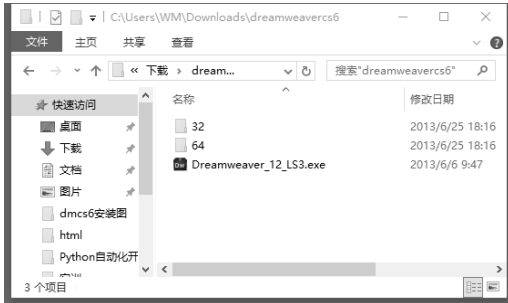 C:\Users\WM\Downloads\dreamweavercs6
文件 主页 共享 查看
« 下载 › dream... 搜索"dreamweavercs6"
名称 修改日期
快速访问
桌面
下载
文档
图片
dmcs6安装图
html
Python自动化开
32 2013/6/25 18:16
64 2013/6/25 18:16
Dreamweaver_12_LS3.exe 2013/6/6 9:47
3 个项目